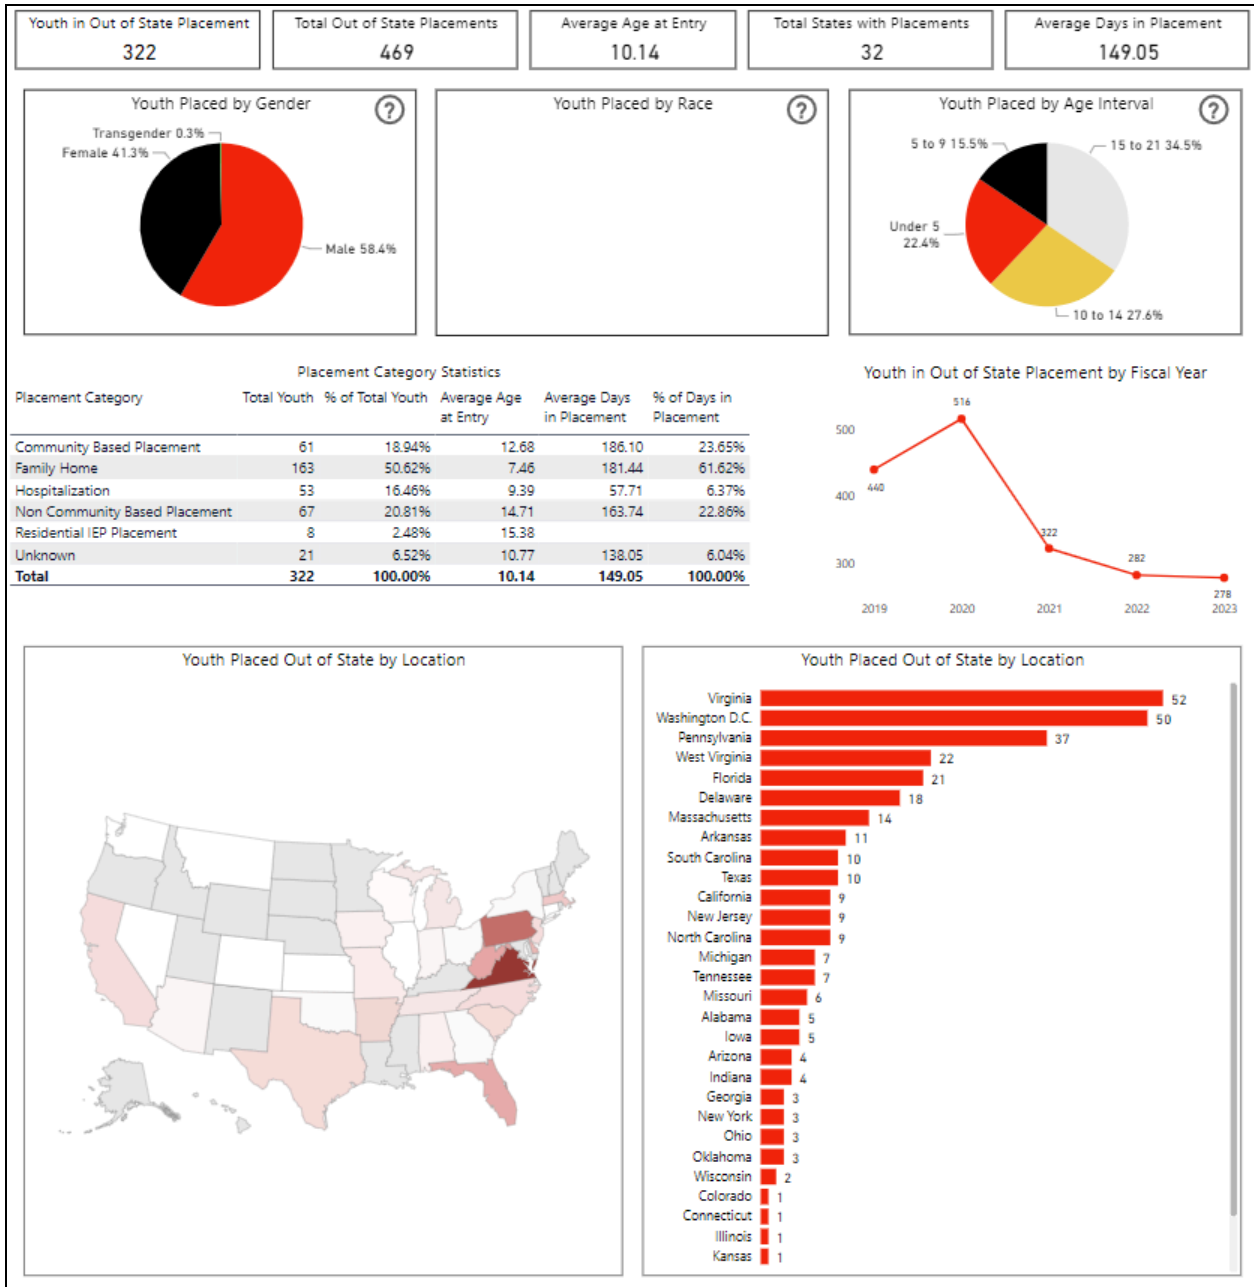 Youth in Out of State Placement
322
Total Out of State Placements
469
Average Age at Entry
10.14
Total States with Placements
32
Average Days in Placement
149.05
Youth Placed by Gender
?
Transgender 0.3%
Female 41.3%
Male 58.4%
Youth Placed by Race
?
Youth Placed by Age Interval
?
5 to 9 15.5%
15 to 21 34.5%
Under 5
22.4%
10 to 14 27.6%
Placement Category Statistics
Placement Category Total Youth % of Total Youth Average Age at Entry Average Days in Placement % of Days in Placement
Community Based Placement 61 18.94% 12.68 186.10 23.65%
Family Home 163 50.62% 7.46 181.44 61.62%
Hospitalization 53 16.46% 9.39 57.71 6.37%
Non Community Based Placement 67 20.81% 14.71 163.74 22.86%
Residential IEP Placement 8 2.48% 15.38
Unknown 21 6.52% 10.77 138.05 6.04%
Total 322 100.00% 10.14 149.05 100.00%
Youth in Out of State Placement by Fiscal Year
500
400
300
440
516
322
282
278
2019 2020 2021 2022 2023
Youth Placed Out of State by Location
Youth Placed Out of State by Location
Virginia 52
Washington D.C. 50
Pennsylvania 37
West Virginia 22
Florida 21
Delaware 18
Massachusetts 14
Arkansas 11
South Carolina 10
Texas 10
California 9
New Jersey 9
North Carolina 9
Michigan 7
Tennessee 7
Missouri 6
Alabama 5
Iowa 5
Arizona 4
Indiana 4
Georgia 3
New York 3
Ohio 3
Oklahoma 3
Wisconsin 2
Colorado 1
Connecticut 1
Illinois 1
Kansas 1